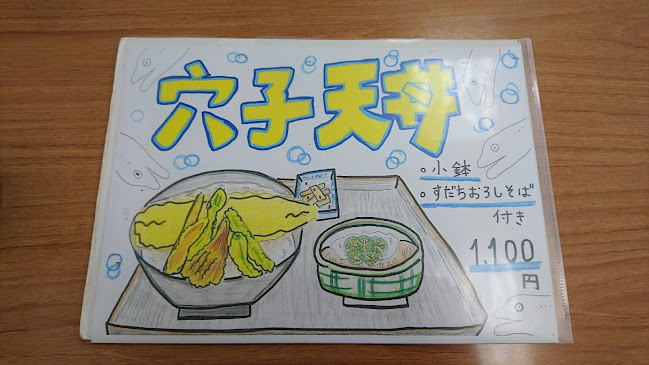 穴子天丼
。小鉢
。すだちおろしそば
付き
1,100
円